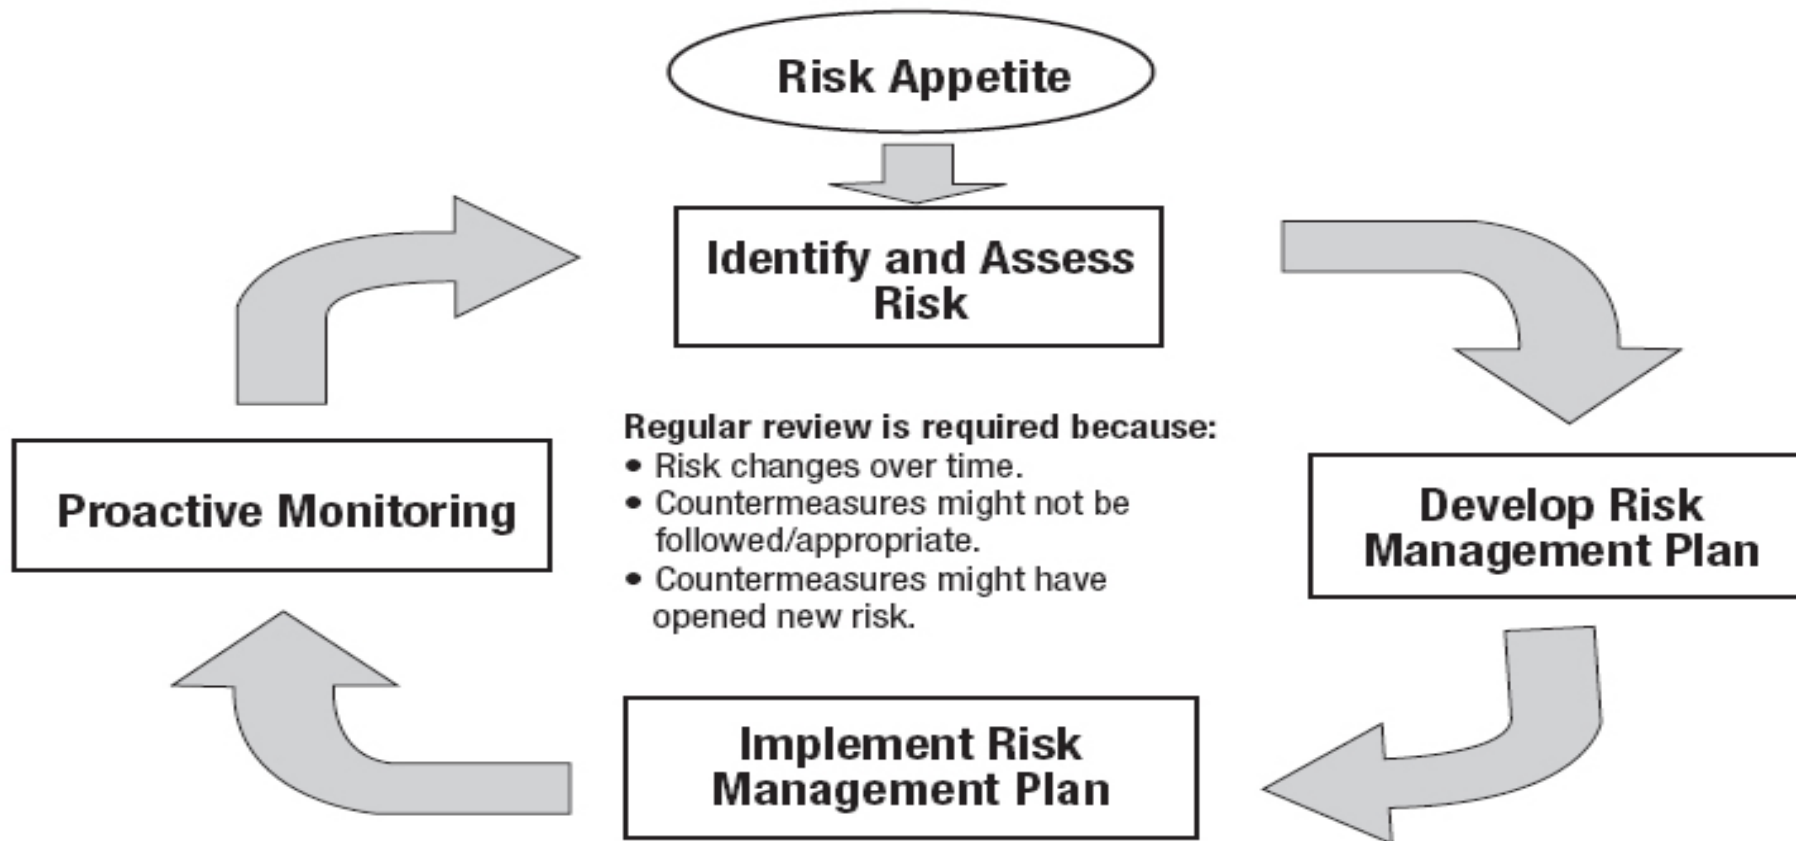 Risk Appetite
Identify and Assess
Risk
Regular review is required because:
• Risk changes over time.
• Countermeasures might not be
followed/appropriate.
• Countermeasures might have
opened new risk.
Proactive Monitoring
Develop Risk
Management Plan
Implement Risk
Management Plan